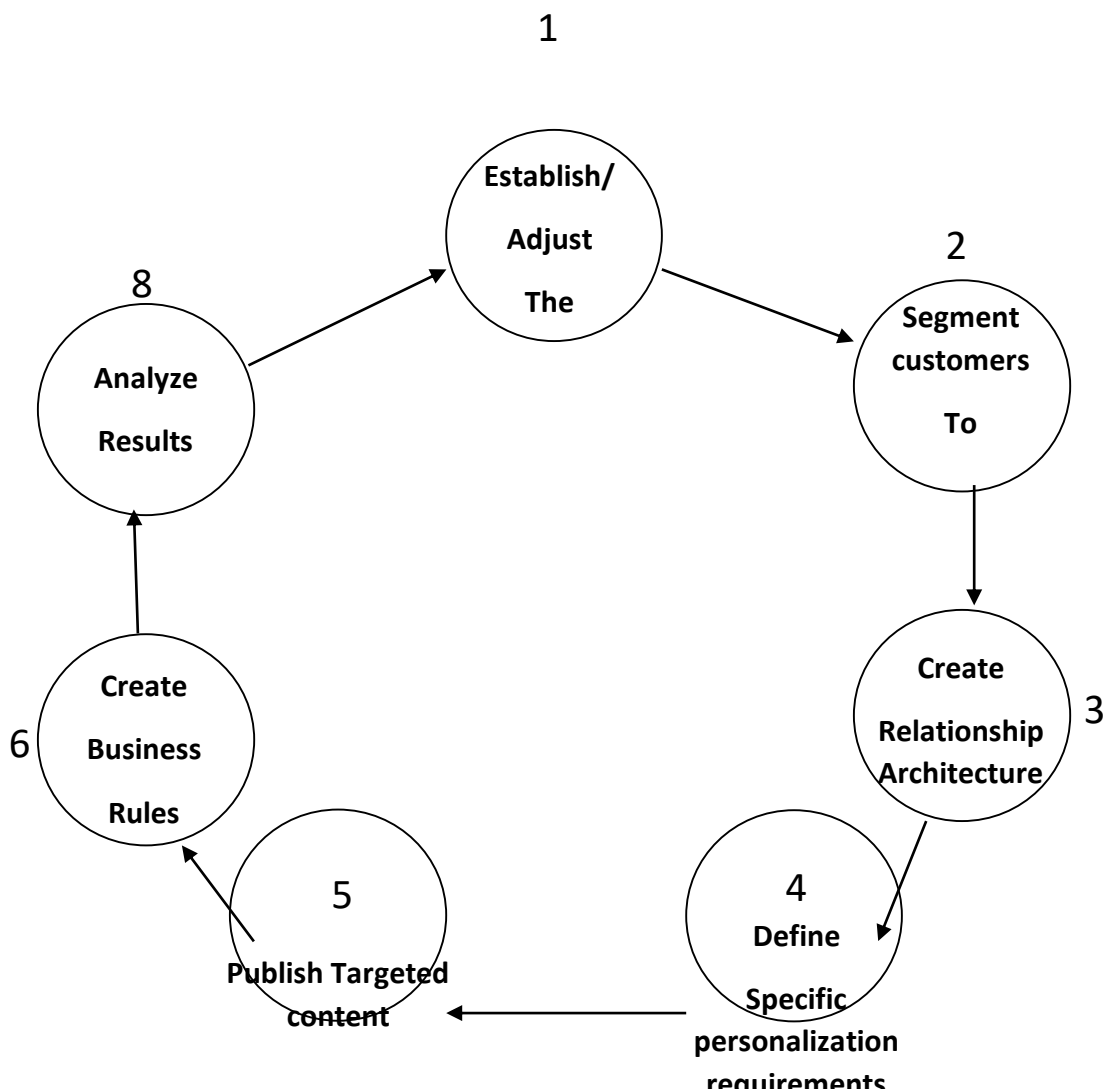 1
Establish/
Adjust
The
2
Segment
customers
To
3
Create
Relationship
Architecture
4
Define
Specific
personalization
requirements
5
Publish Targeted
content
6
Create
Business
Rules
8
Analyze
Results